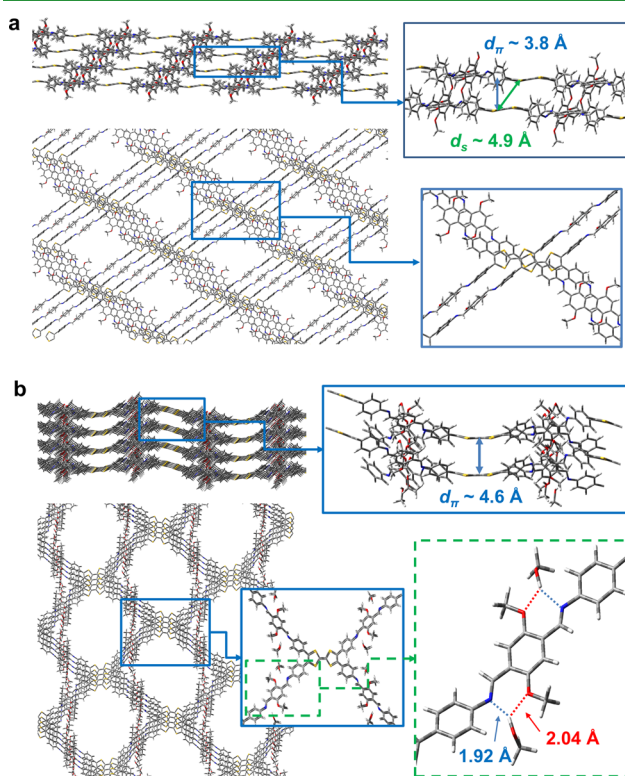 a
dπ ~ 3.8 Å
ds ~ 4.9 Å
b
dπ ~ 4.6 Å
1.92 Å
2.04 Å